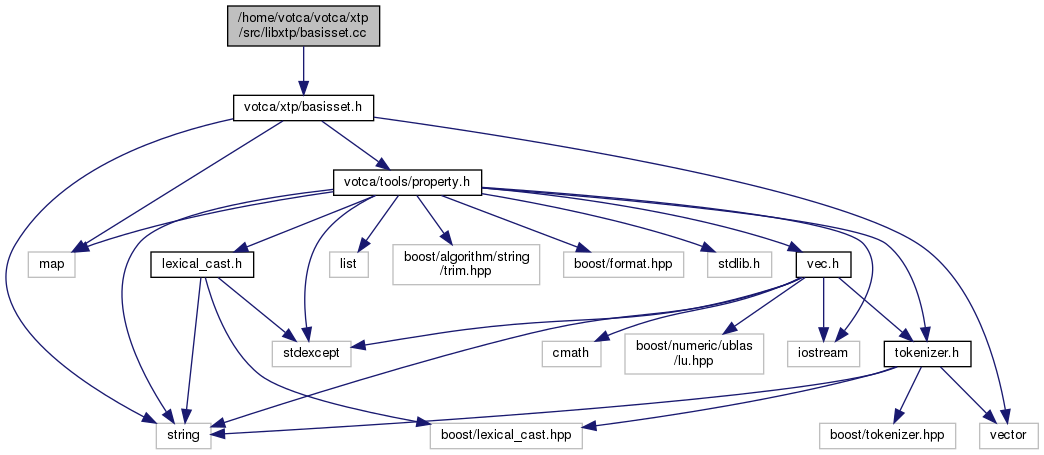 /home/votca/votca/xtp
/src/libxtp/basisset.cc
votca/xtp/basisset.h
votca/tools/property.h
map
lexical_cast.h
list
boost/algorithm/string
/trim.hpp
boost/format.hpp
stdlib.h
vec.h
stdexcept
cmath
boost/numeric/ublas
/lu.hpp
iostream
tokenizer.h
string
boost/lexical_cast.hpp
boost/tokenizer.hpp
vector